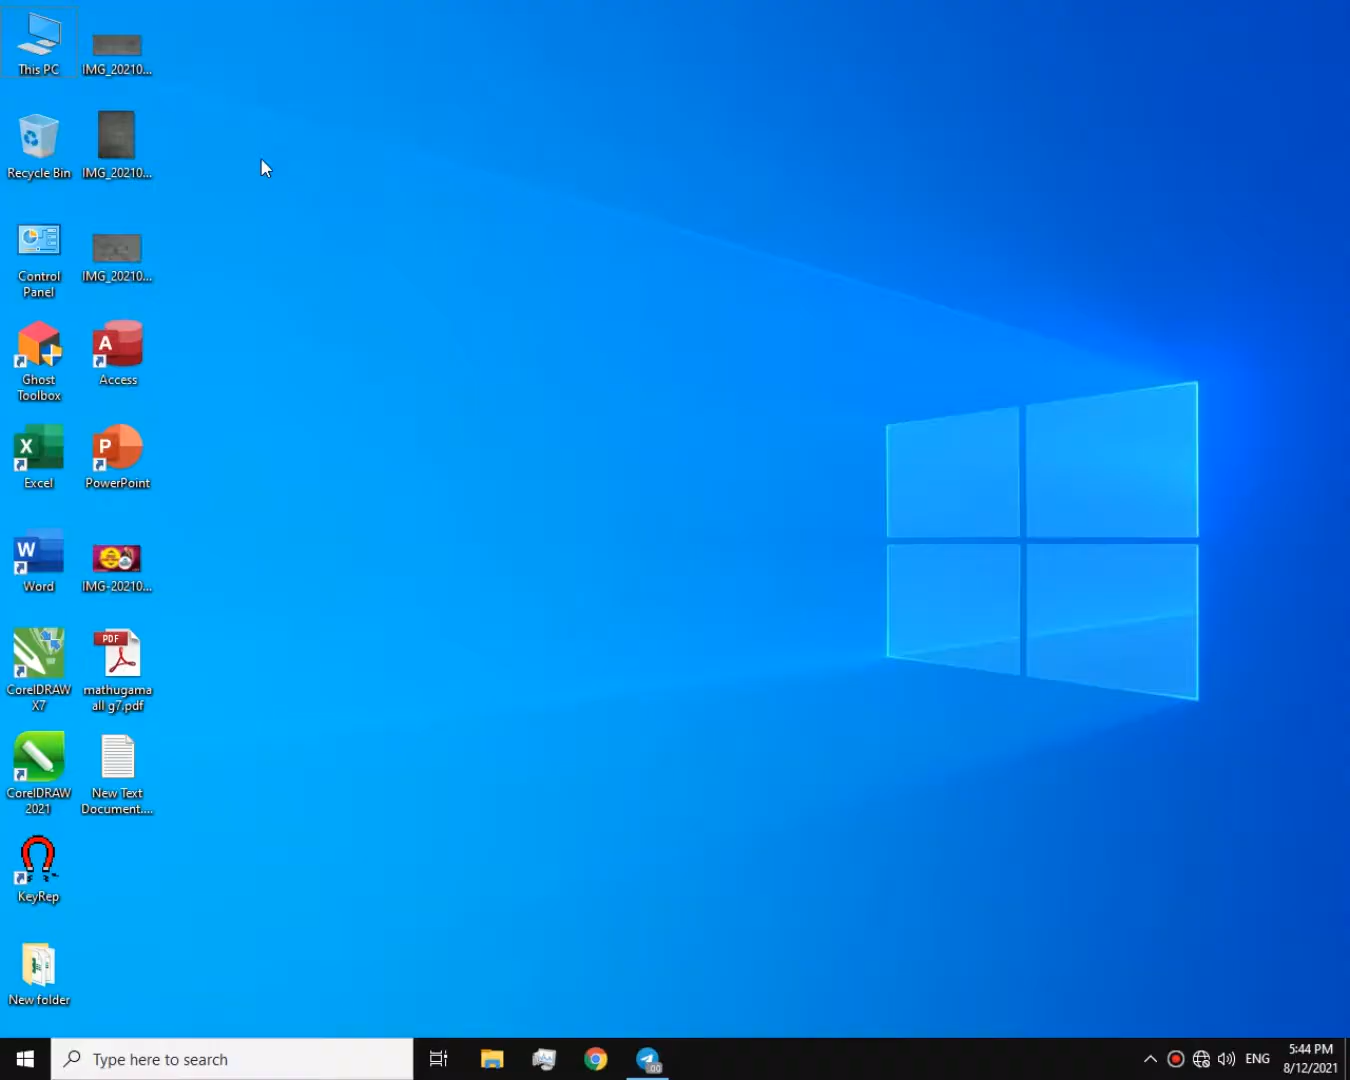 This PC
IMG_20210...
Recycle Bin
IMG_20210...
Control
Panel
IMG_20210...
Ghost
Toolbox
A
Access
X
Excel
P
PowerPoint
W
Word
IMG-20210...
CorelDRAW
X7
PDF
mathugama
all g7.pdf
CorelDRAW
2021
New Text
Document....
KeyRep
New folder
Type here to search
00
ENG
5:44 PM
8/12/2021